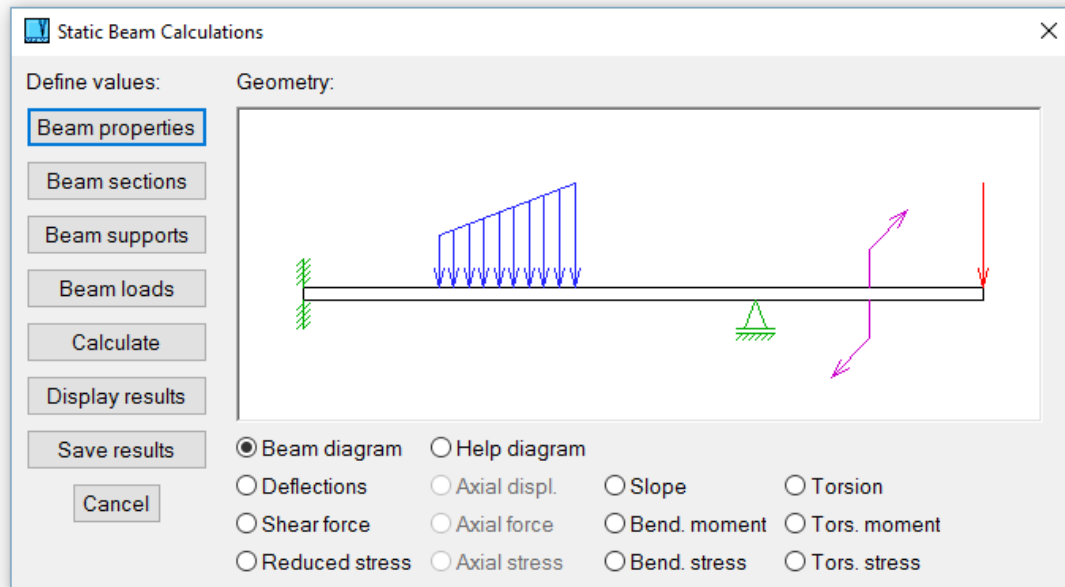 Static Beam Calculations
Define values:
Geometry:
Beam properties
Beam sections
Beam supports
Beam loads
Calculate
Display results
Save results
Cancel
Beam diagram Help diagram
Deflections Axial displ. Slope Torsion
Shear force Axial force Bend. moment Tors. moment
Reduced stress Axial stress Bend. stress Tors. stress